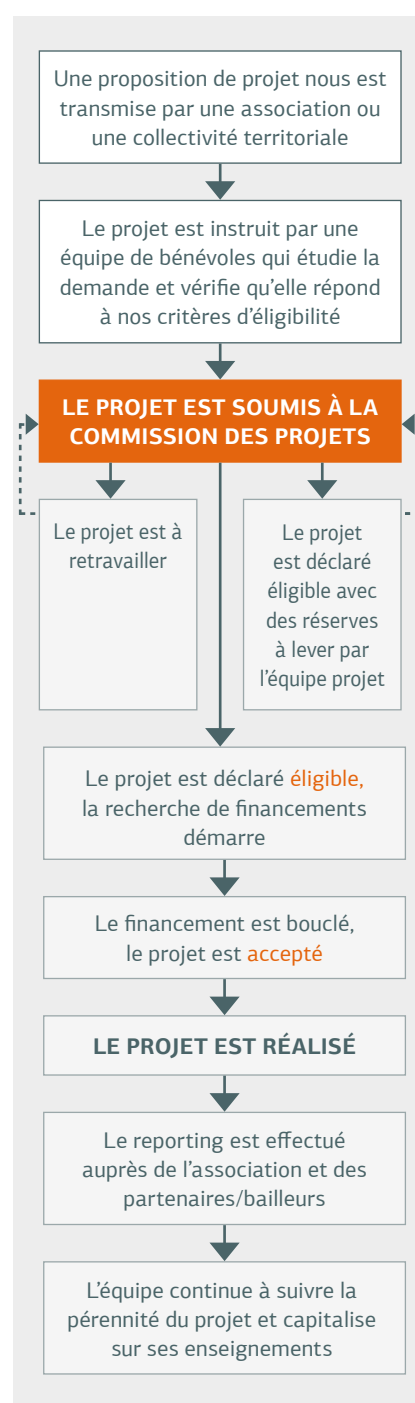 Une proposition de projet nous est
transmise par une association ou
une collectivité territoriale
Le projet est instruit par une
équipe de bénévoles qui étudie la
demande et vérifie qu'elle répond
à nos critères d'éligibilité
LE PROJET EST SOUMIS À LA
COMMISSION DES PROJETS
Le projet est à
retravailler
Le projet
est déclaré
éligible avec
des réserves
à lever par
l'équipe projet
Le projet est déclaré éligible,
la recherche de financements
démarre
Le financement est bouclé,
le projet est accepté
LE PROJET EST RÉALISÉ
Le reporting est effectué
auprès de l'association et des
partenaires/bailleurs
L'équipe continue à suivre la
pérennité du projet et capitalise
sur ses enseignements